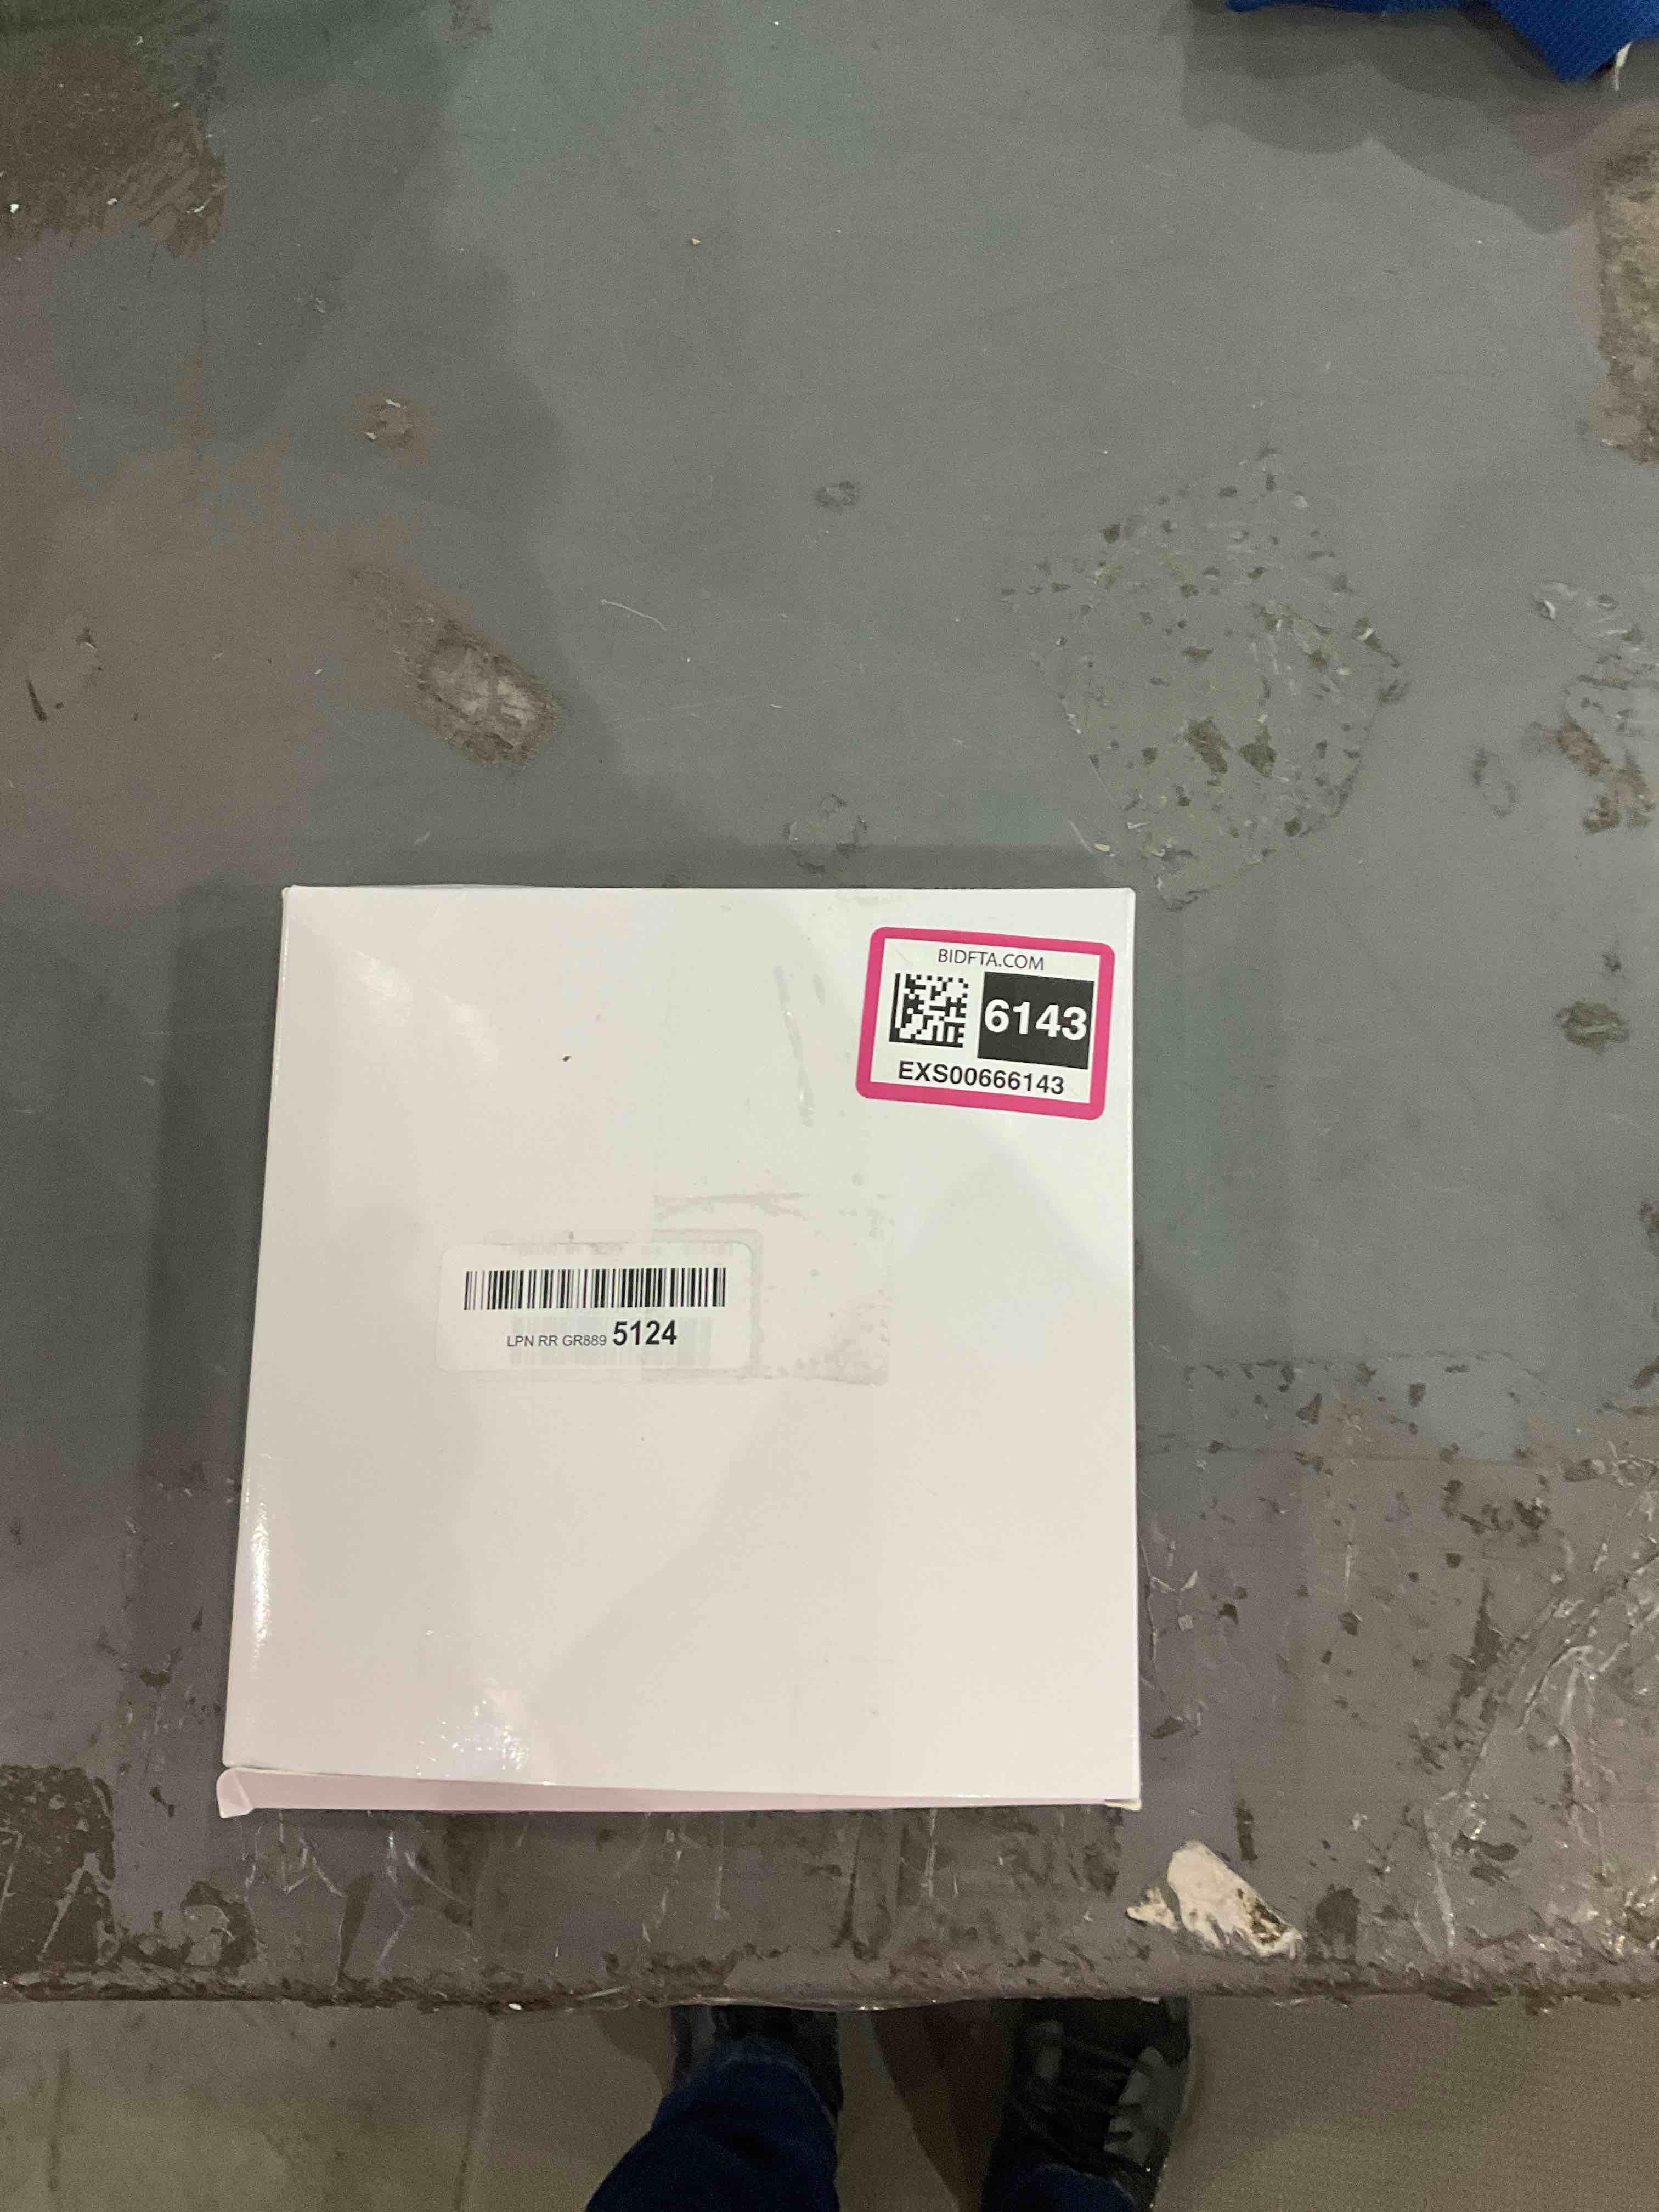 BIDFTA.COM
6143
EXS00666143
LPN RR GR889 5124